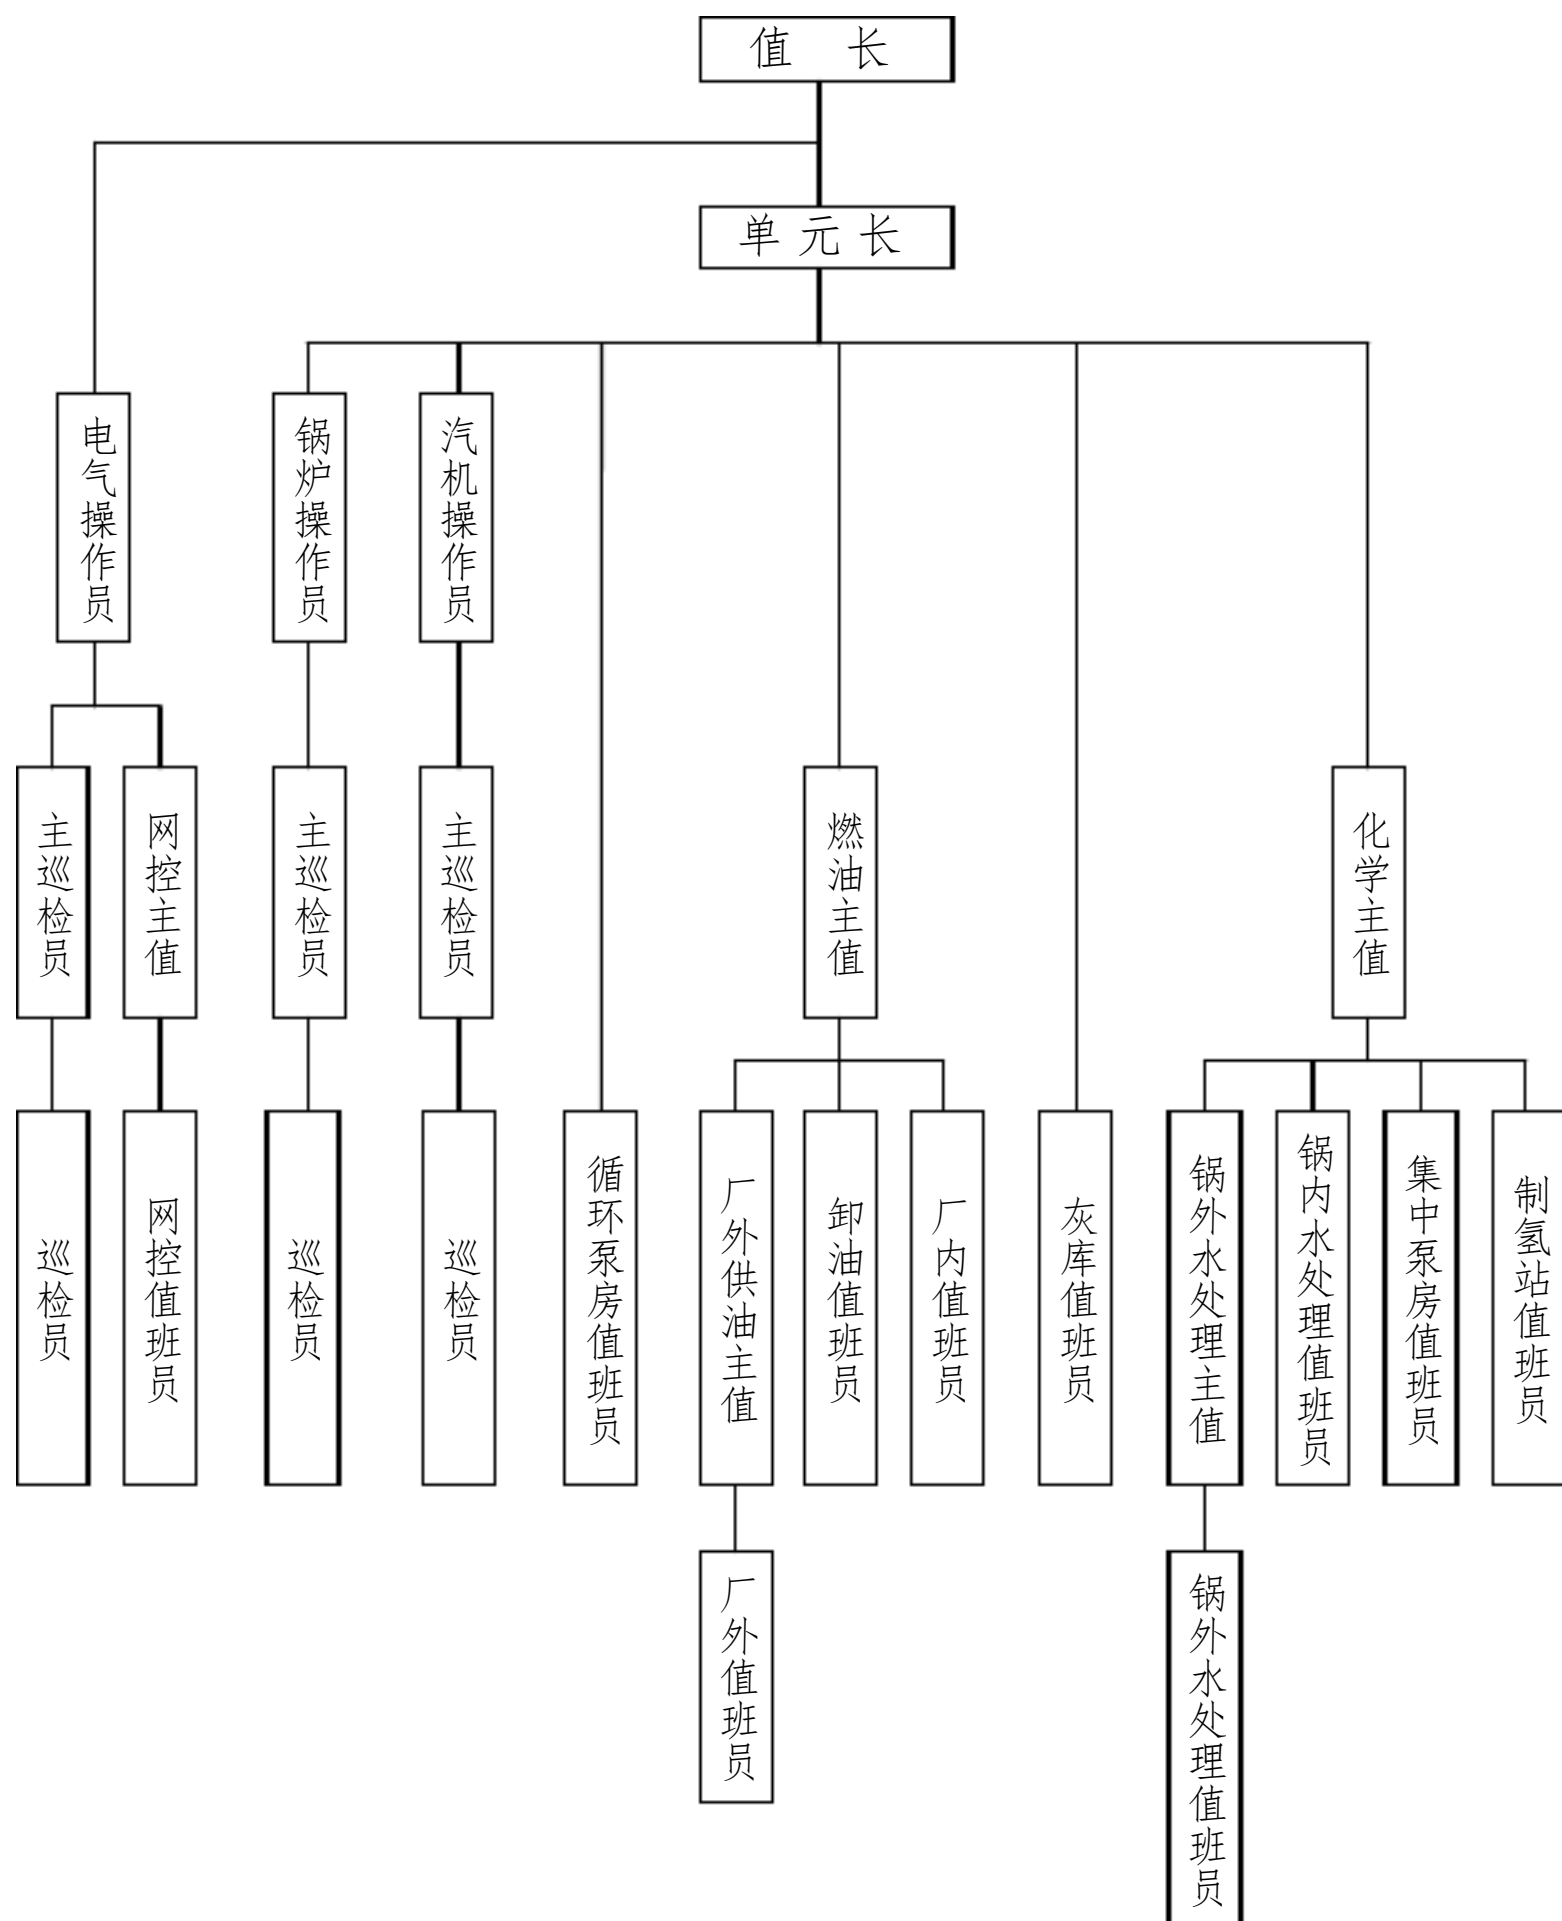 值长
单元长
电气操作员
锅炉操作员
汽机操作员
主巡检员
网控主值
主巡检员
主巡检员
燃油主值
化学主值
巡检员
网控值班员
巡检员
巡检员
循环泵房值班员
厂外供油主值
卸油值班员
厂内值班员
灰库值班员
锅外水处理主值
锅内水处理值班员
集中泵房值班员
制氢站值班员
厂外值班员
锅外水处理值班员